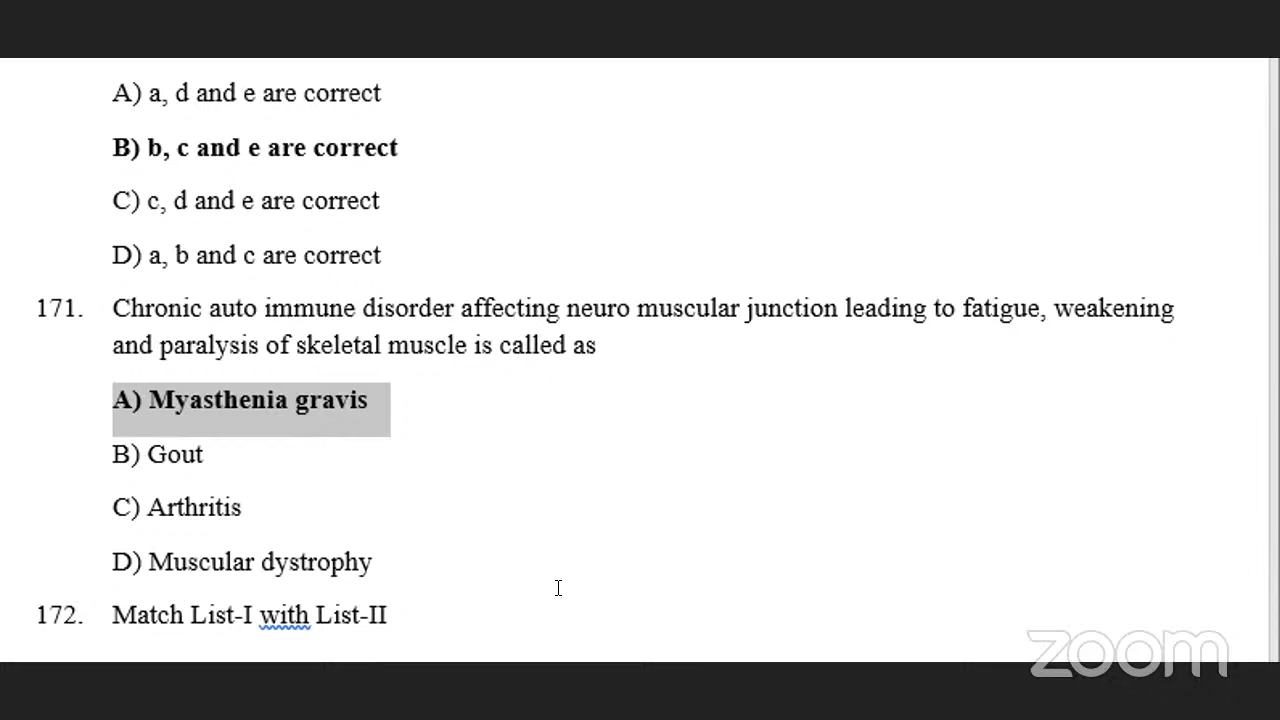 A) a, d and e are correct
B) b, c and e are correct
C) c, d and e are correct
D) a, b and c are correct
171. Chronic auto immune disorder affecting neuro muscular junction leading to fatigue, weakening
and paralysis of skeletal muscle is called as
A) Myasthenia gravis
B) Gout
C) Arthritis
D) Muscular dystrophy
172. Match List-I with List-II
zoom